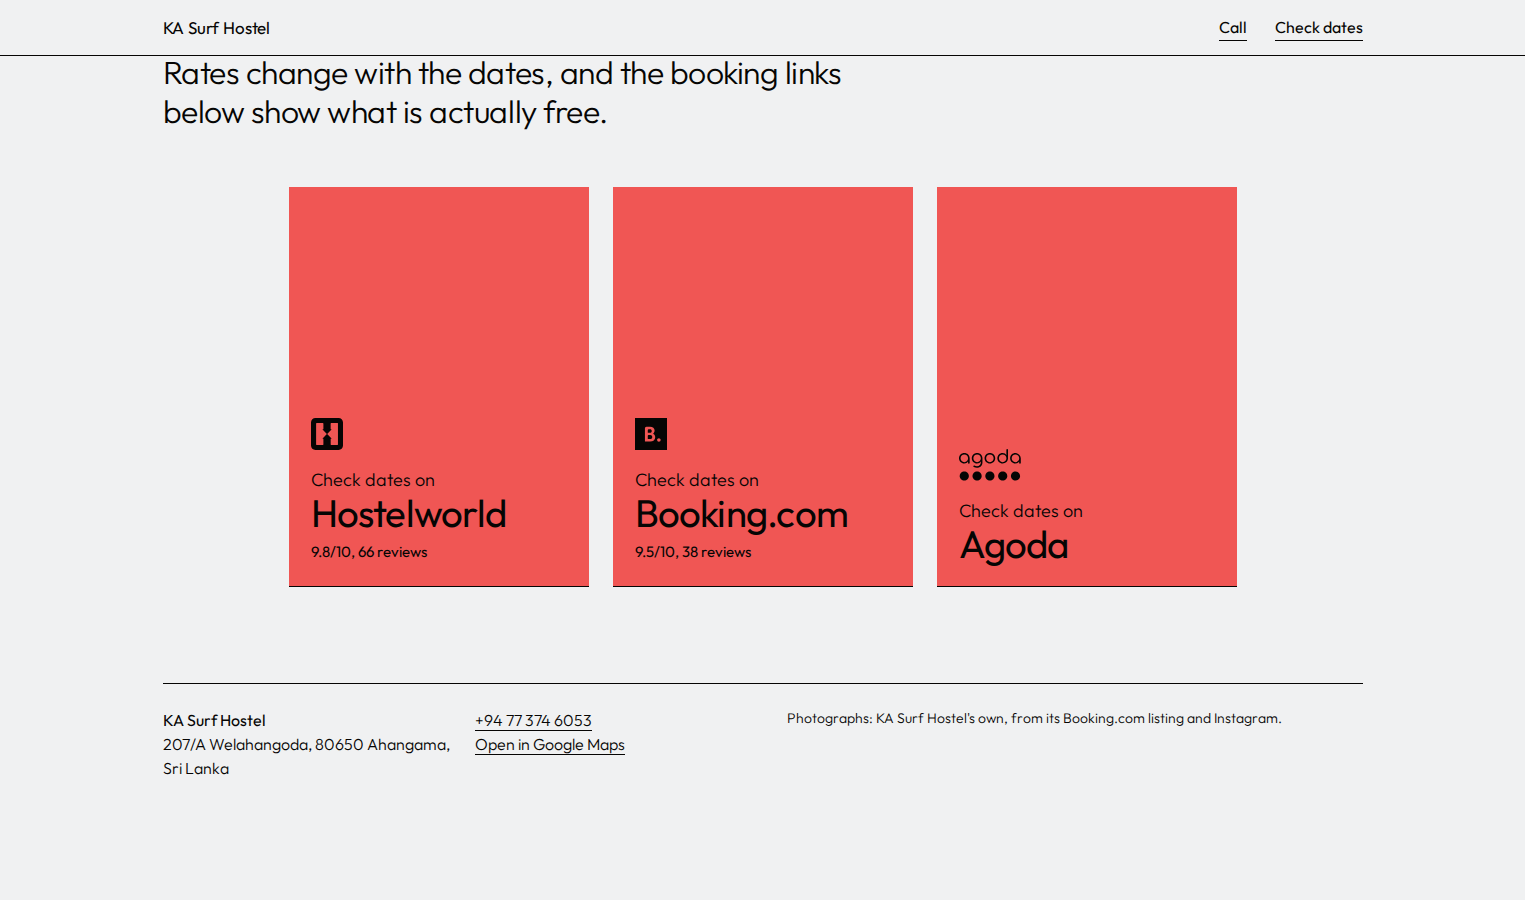 KA Surf Hostel
Call
Check dates
Rates change with the dates, and the booking links
below show what is actually free.
H
Check dates on
Hostelworld
9.8/10, 66 reviews
B.
Check dates on
Booking.com
9.5/10, 38 reviews
agoda
Check dates on
Agoda
KA Surf Hostel
207/A Welahangoda, 80650 Ahangama,
Sri Lanka
+94 77 374 6053
Open in Google Maps
Photographs: KA Surf Hostel's own, from its Booking.com listing and Instagram.